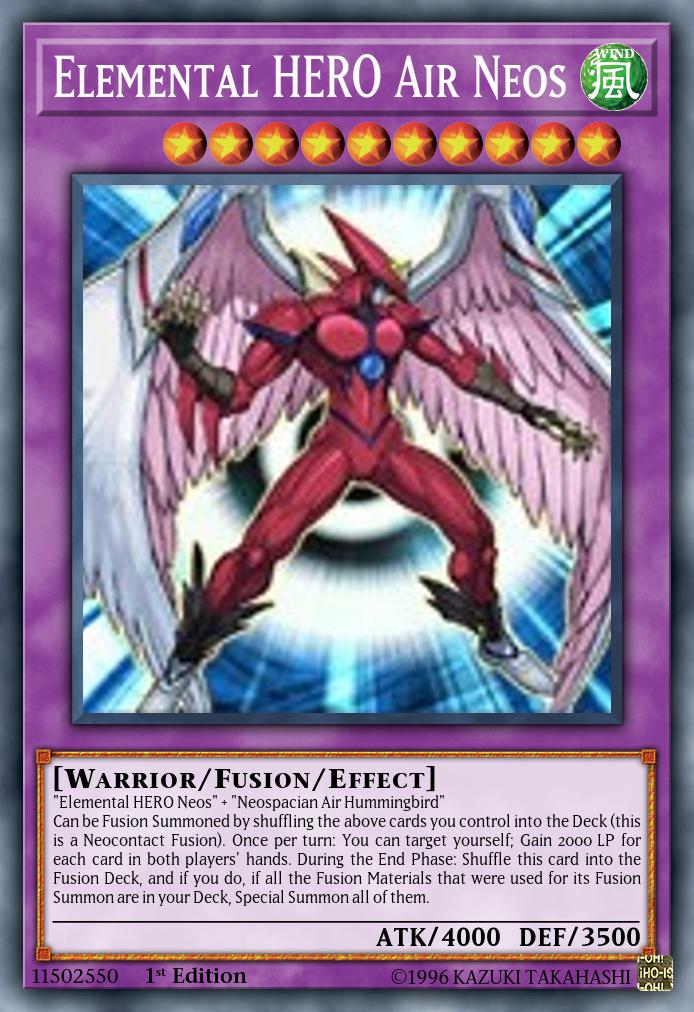 ELEMENTAL HERO AIR NEOS
WIND
風
[WARRIOR/FUSION/EFFECT]
"Elemental HERO Neos" + "Neospacian Air Hummingbird"
Can be Fusion Summoned by shuffling the above cards you control into the Deck (this
is a Neocontact Fusion). Once per turn: You can target yourself; Gain 2000 LP for
each card in both players' hands. During the End Phase: Shuffle this card into the
Fusion Deck, and if you do, if all the Fusion Materials that were used for its Fusion
Summon are in your Deck, Special Summon all of them.
ATK/4000 DEF/3500
11502550 1st Edition ©1996 KAZUKI TAKAHASHI